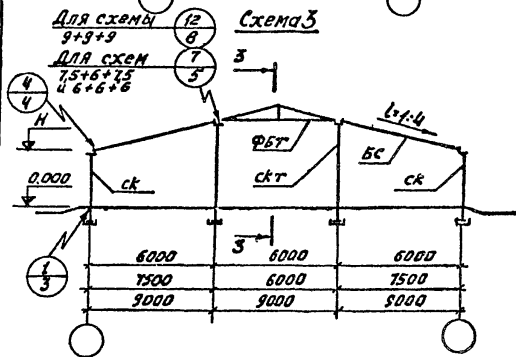 Для схемы
9+9+9
12
8
Схема 3
Для схем
7,5+6+7,5
и 6+6+6
7
5
3
4
4
Н
i=1:4
ФБТ
БС
СК
СКТ
СК
0.000
3
1
3
6000
6000
6000
7500
6000
7500
9000
9000
9000